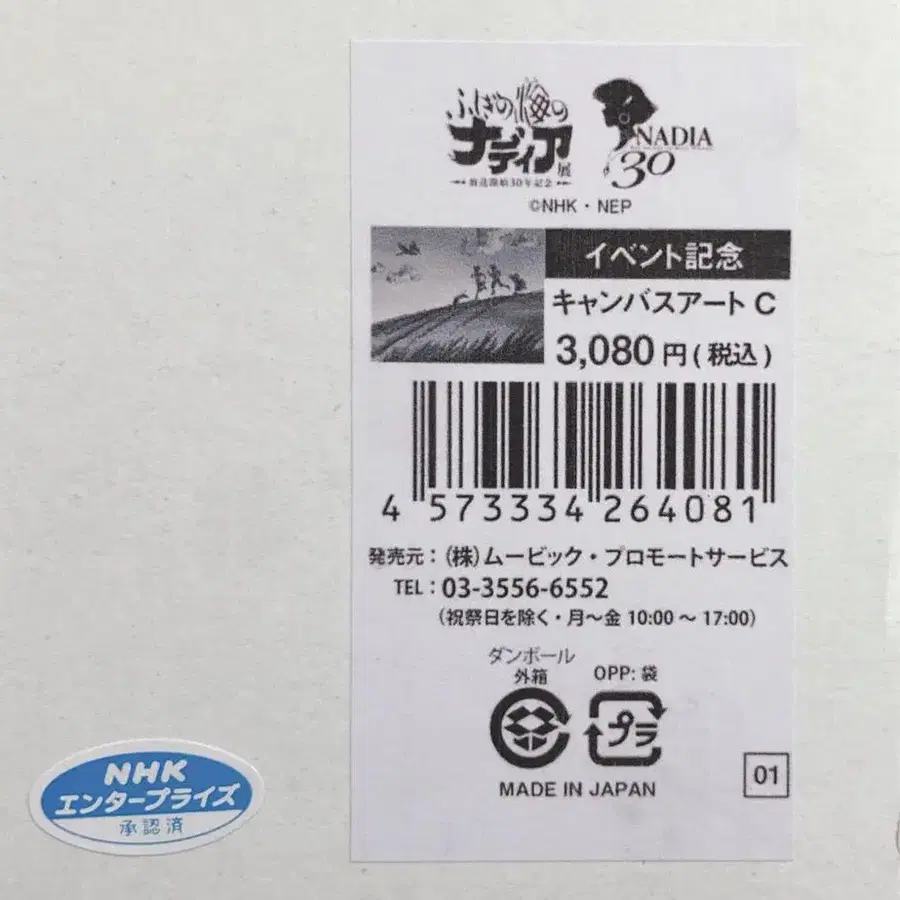 ふしぎの海の
ナディア展
放送開始30年記念
NADIA
30
©NHK・NEP
イベント記念
キャンバスアート C
3,080 円 (税込)
4 573334 264081
発売元：(株)ムービック・プロモートサービス
TEL：03-3556-6552
(祝祭日を除く・月～金 10:00 ～ 17:00)
ダンボール
外箱
OPP: 袋
プラ
MADE IN JAPAN
01
NHK
エンタープライズ
承認済